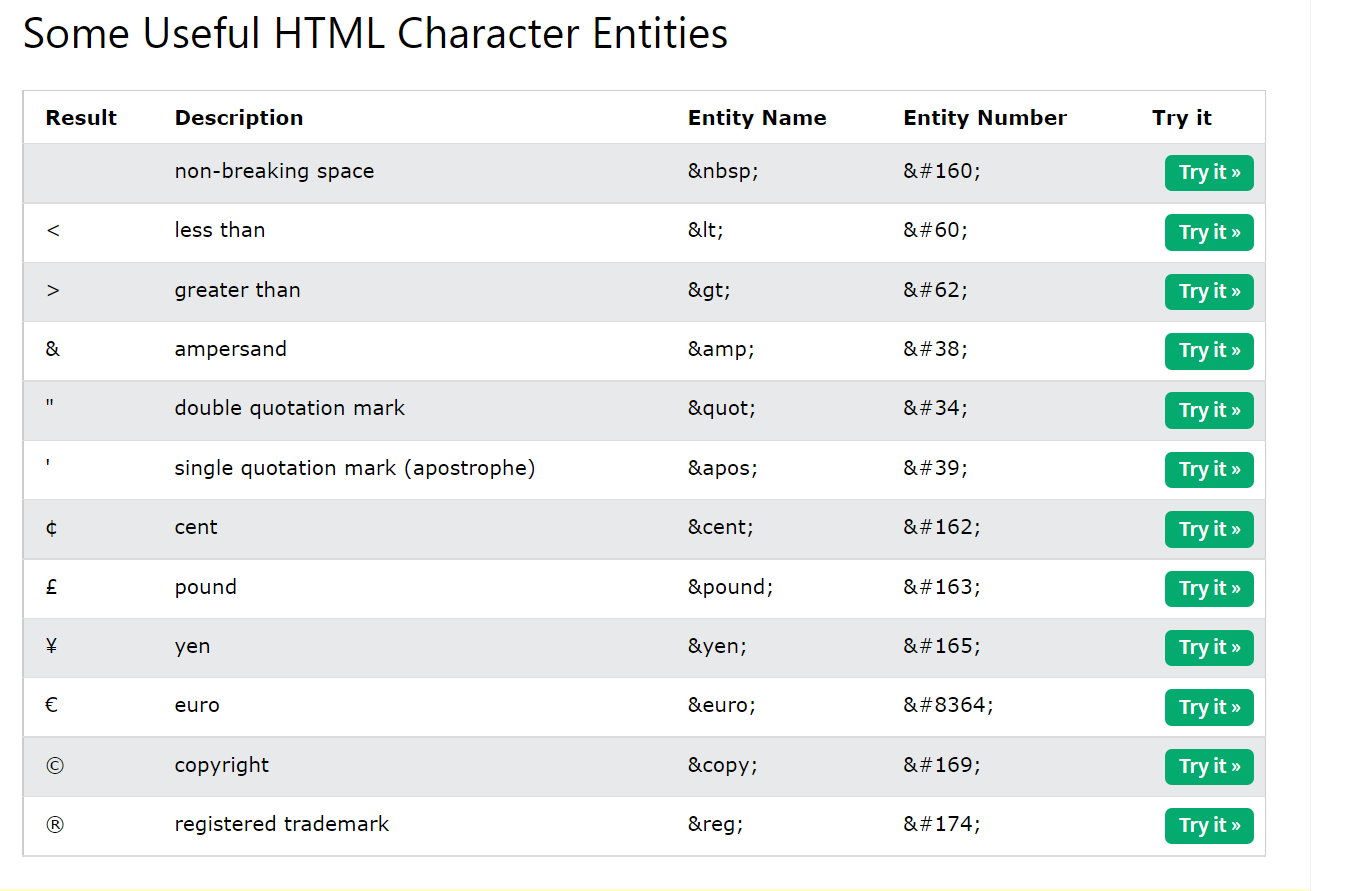 Some Useful HTML Character Entities
Result Description Entity Name Entity Number Try it
non-breaking space &nbsp; &#160; Try it »
< less than &lt; &#60; Try it »
> greater than &gt; &#62; Try it »
& ampersand &amp; &#38; Try it »
" double quotation mark &quot; &#34; Try it »
' single quotation mark (apostrophe) &apos; &#39; Try it »
¢ cent &cent; &#162; Try it »
£ pound &pound; &#163; Try it »
¥ yen &yen; &#165; Try it »
€ euro &euro; &#8364; Try it »
© copyright &copy; &#169; Try it »
® registered trademark &reg; &#174; Try it »